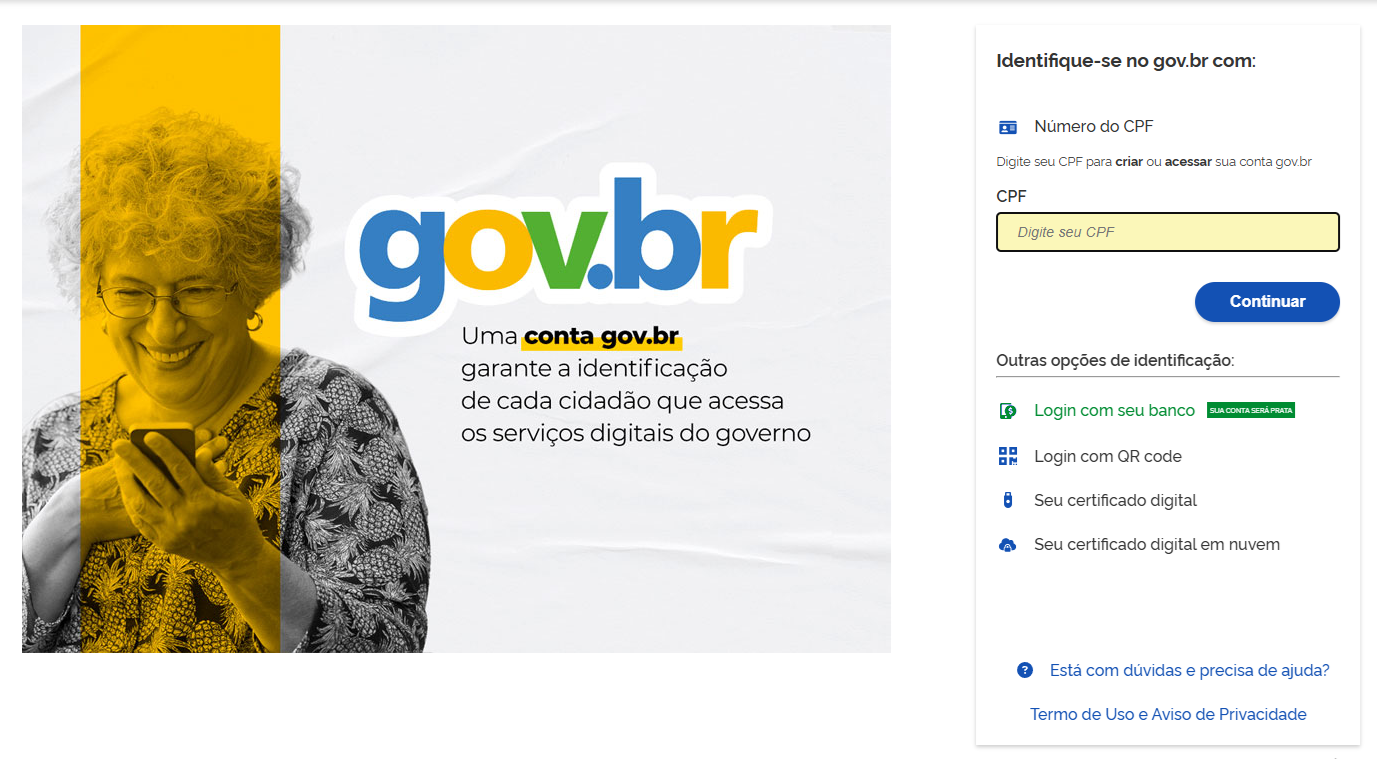 gov.br
Uma conta gov.br
garante a identificação
de cada cidadão que acessa
os serviços digitais do governo
Identifique-se no gov.br com:
Número do CPF
Digite seu CPF para criar ou acessar sua conta gov.br
CPF
Digite seu CPF
Continuar
Outras opções de identificação:
Login com seu banco SUA CONTA SERÁ PRATA
Login com QR code
Seu certificado digital
Seu certificado digital em nuvem
Está com dúvidas e precisa de ajuda?
Termo de Uso e Aviso de Privacidade